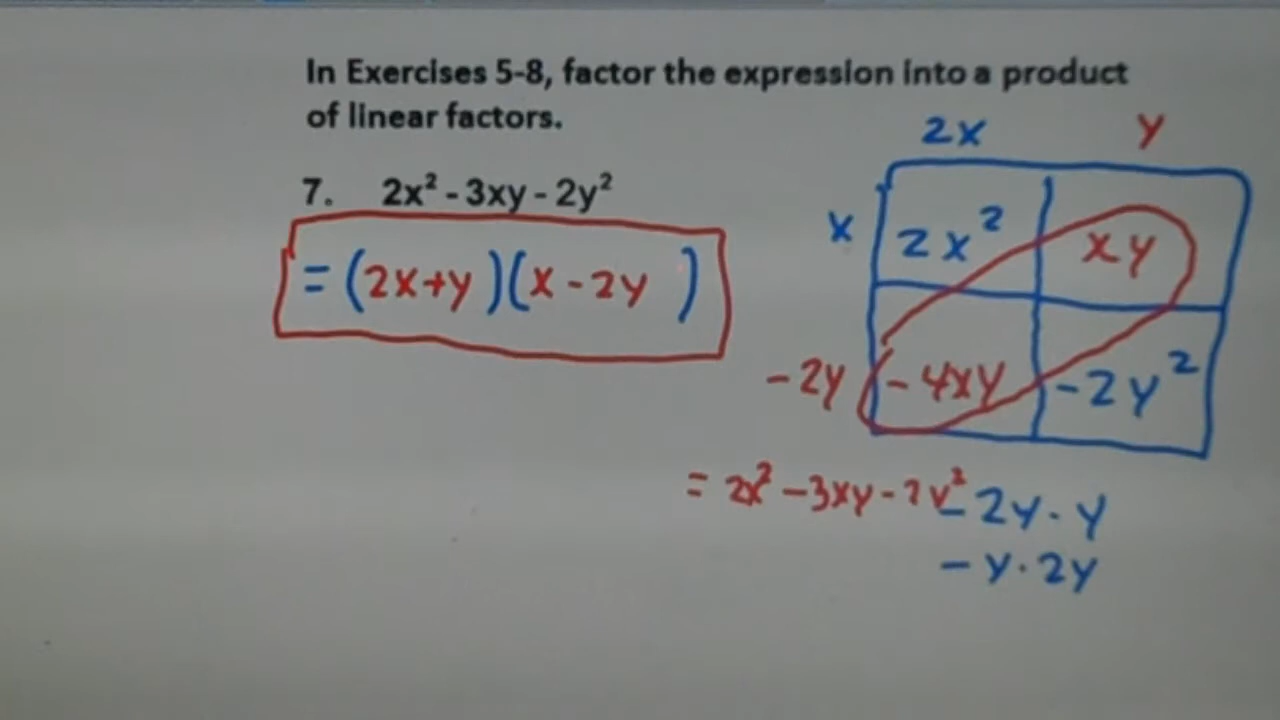 In Exercises 5-8, factor the expression into a product
of linear factors.
2x y
7. 2x² - 3xy - 2y²
x 2x² xy
= (2x+y)(x-2y )
-2y -4xy -2y²
= 2x² -3xy - 2y²
-2y · y
-y · 2y